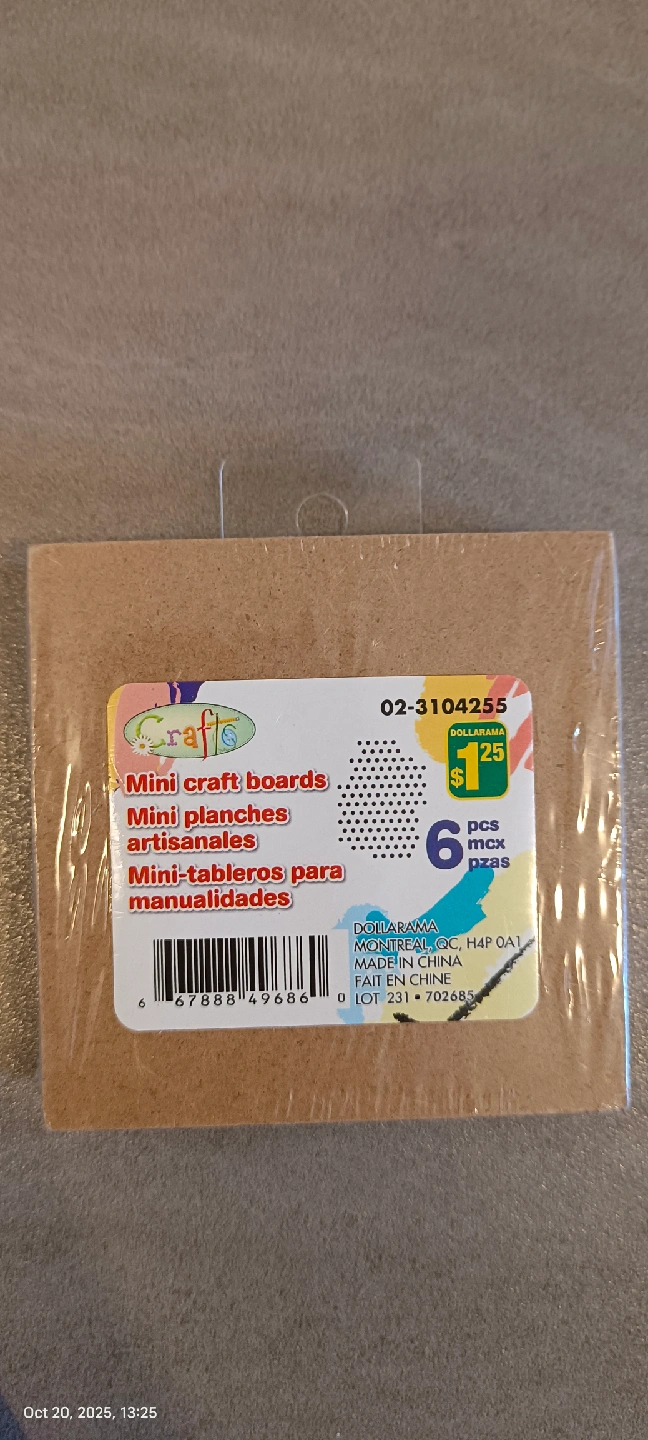 02-3104255
Crafts
DOLLARAMA
$1.25
Mini craft boards
Mini planches
artisanales
Mini-tableros para
manualidades
6 pcs
mcx
pzas
DOLLARAMA
MONTREAL, QC, H4P 0A1
MADE IN CHINA
FAIT EN CHINE
LOT 231 • 702685
6 67888 49686 0
Oct 20, 2025, 13:25